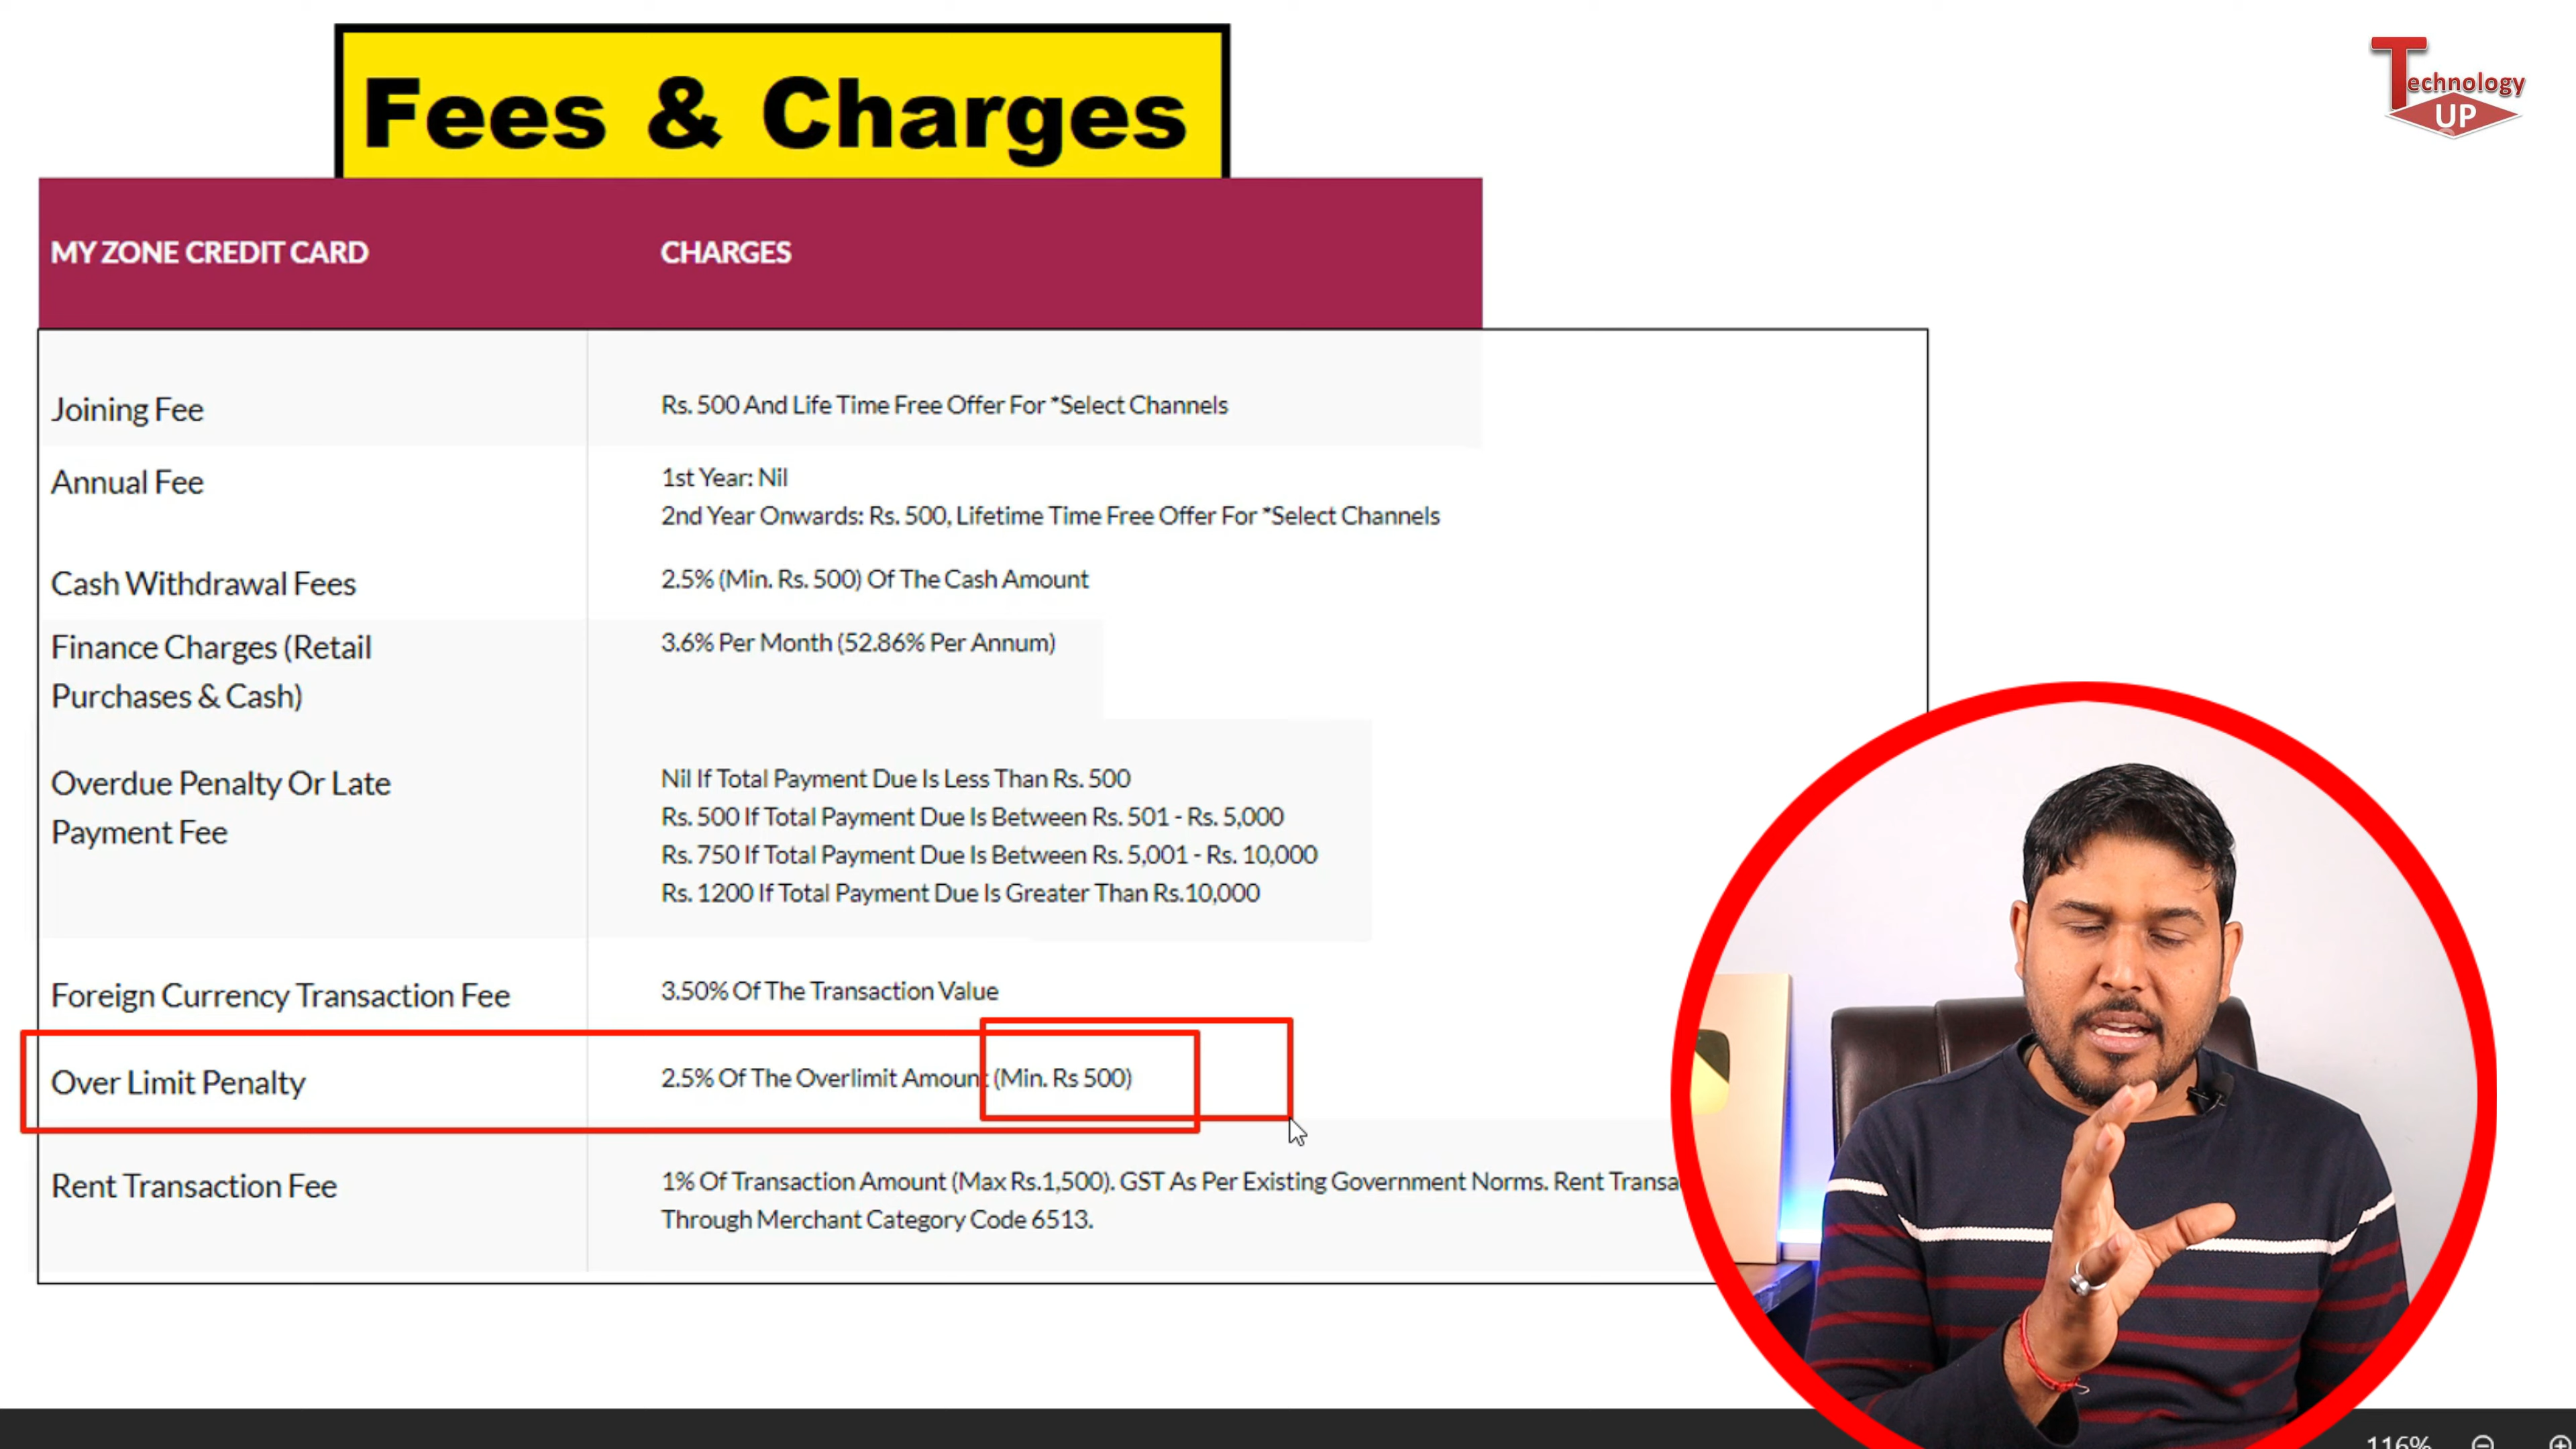 Fees & Charges
Technology
UP
MY ZONE CREDIT CARD
CHARGES
Joining Fee
Rs. 500 And Life Time Free Offer For *Select Channels
Annual Fee
1st Year: Nil
2nd Year Onwards: Rs. 500, Lifetime Time Free Offer For *Select Channels
Cash Withdrawal Fees
2.5% (Min. Rs. 500) Of The Cash Amount
Finance Charges (Retail
Purchases & Cash)
3.6% Per Month (52.86% Per Annum)
Overdue Penalty Or Late
Payment Fee
Nil If Total Payment Due Is Less Than Rs. 500
Rs. 500 If Total Payment Due Is Between Rs. 501 - Rs. 5,000
Rs. 750 If Total Payment Due Is Between Rs. 5,001 - Rs. 10,000
Rs. 1200 If Total Payment Due Is Greater Than Rs.10,000
Foreign Currency Transaction Fee
3.50% Of The Transaction Value
Over Limit Penalty
2.5% Of The Overlimit Amount (Min. Rs 500)
Rent Transaction Fee
1% Of Transaction Amount (Max Rs.1,500). GST As Per Existing Government Norms. Rent
Through Merchant Category Code 6513.
116%